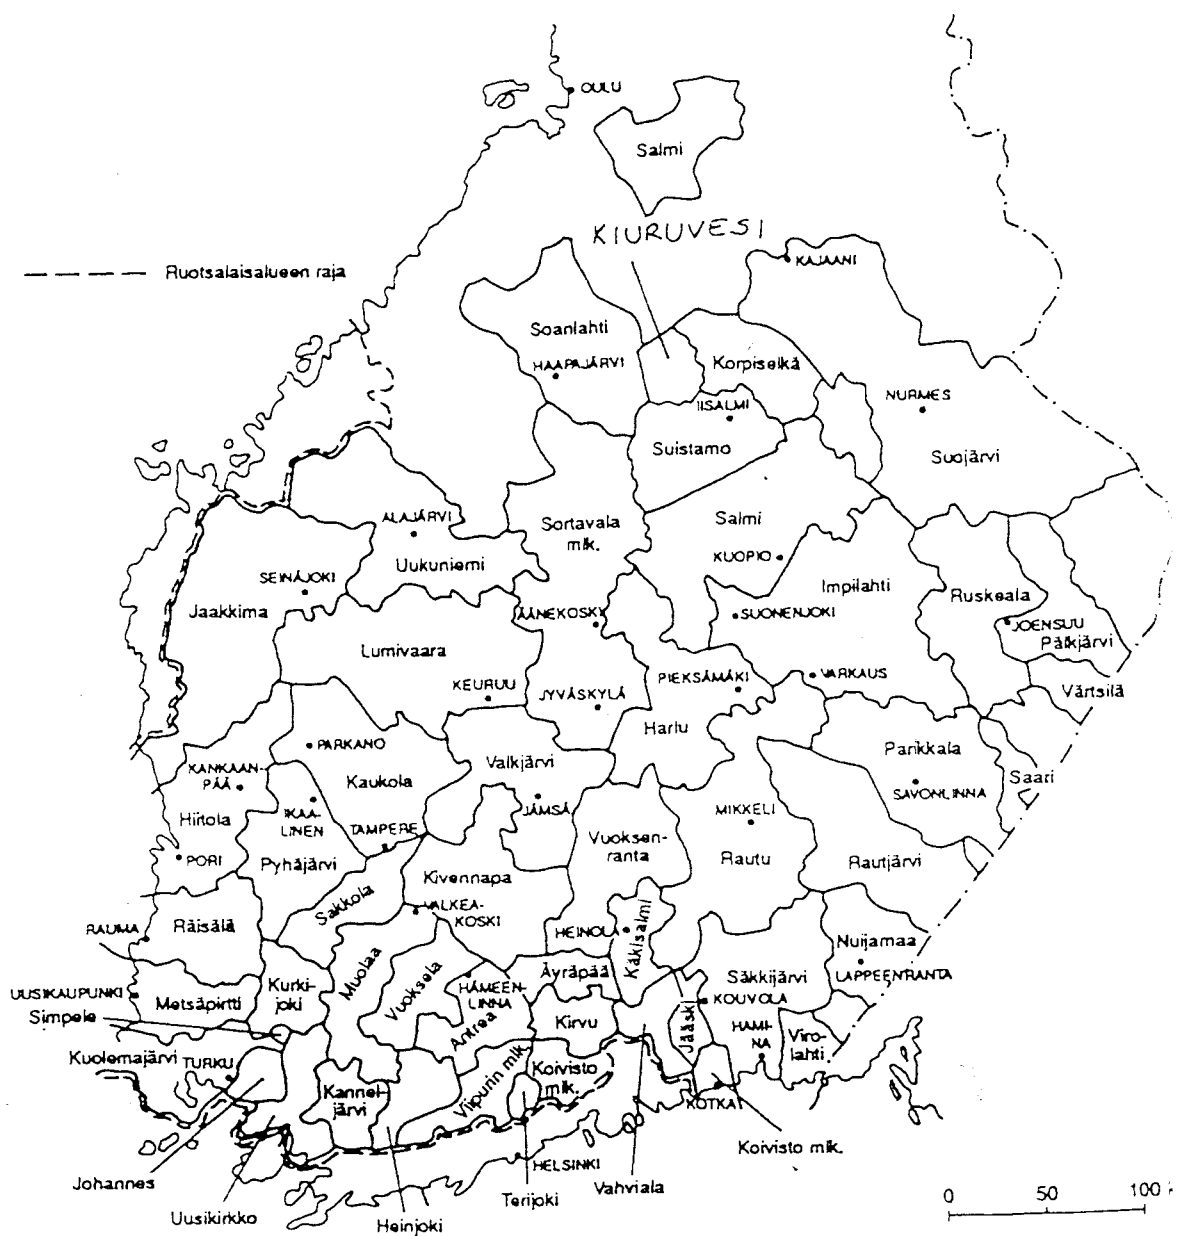 OULU
Salmi
KIURUVESI
KAJAANI
Ruotsalaisalueen raja
Soanlahti
HAAPAJÄRVI
Korpiselkä
IISALMI
NURMES
Suistamo
Suojärvi
ALAJÄRVI
Sortavala
mlk.
Salmi
KUOPIO
Uukuniemi
SEINÄJOKI
Jaakkima
Impilahti
Ruskeala
ÄÄNEKOSKI
SUONENJOKI
JOENSUU
Pälkjärvi
Lumivaara
KEURUU
JYVÄSKYLÄ
PIEKSÄMÄKI
VARKAUS
Värtsilä
Harlu
PARKANO
Valkjärvi
Parikkala
Saari
KANKAAN-
PÄÄ
Kaukola
SAVONLINNA
IKAA-
LINEN
JÄMSÄ
MIKKELI
Hiitola
TAMPERE
Vuoksen-
ranta
Rautu
Rautjärvi
PORI
Pyhäjärvi
Kivennapa
Sakkola
VALKEA-
KOSKI
RAUMA
Räisälä
HEINOLA
Käkisalmi
Nuijamaa
LAPPEENRANTA
Muolaa
Vuoksela
HÄMEEN-
LINNA
Äyräpää
Säkkijärvi
KOUVOLA
UUSIKAUPUNKI
Metsäpirtti
Kurki-
joki
Simpele
Antrea
Kirvu
Jääski
HAMI-
NA
Viro-
lahti
Kuolemajärvi
TURKU
Kannel-
järvi
Viipurin mlk.
Koivisto
mlk.
KOTKA
Koivisto mlk.
HELSINKI
Johannes
Uusikirkko
Heinjoki
Terijoki
Vahviala
0 50 100